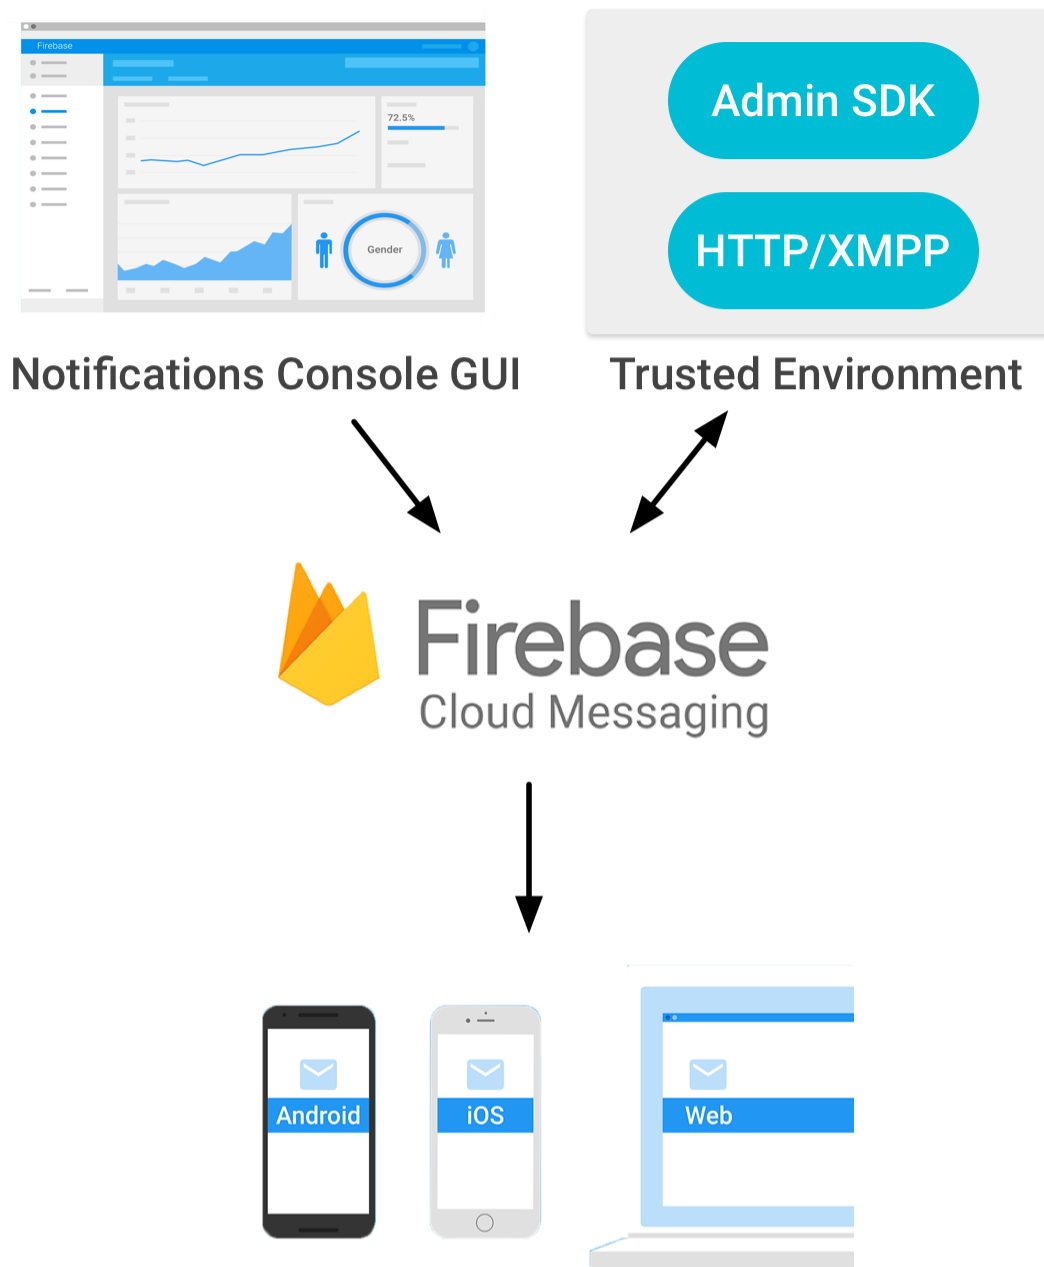 Firebase
72.5%
Gender
Admin SDK
HTTP/XMPP
Notifications Console GUI
Trusted Environment
Firebase
Cloud Messaging
Android
iOS
Web